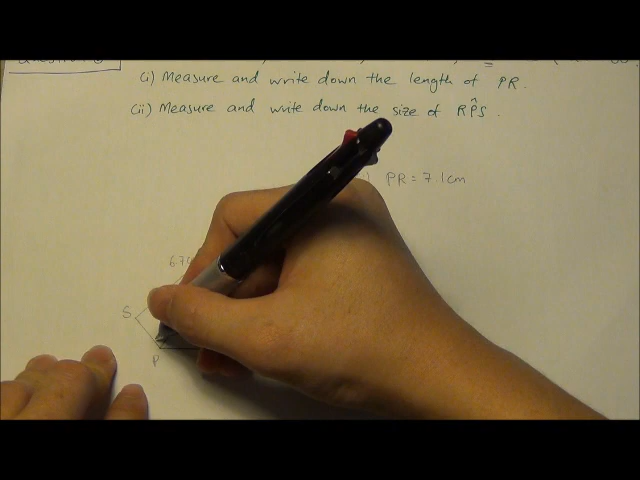 (i) Measure and write down the length of PR.
(ii) Measure and write down the size of RP̂S.
PR = 7.1cm
6.7
S
P